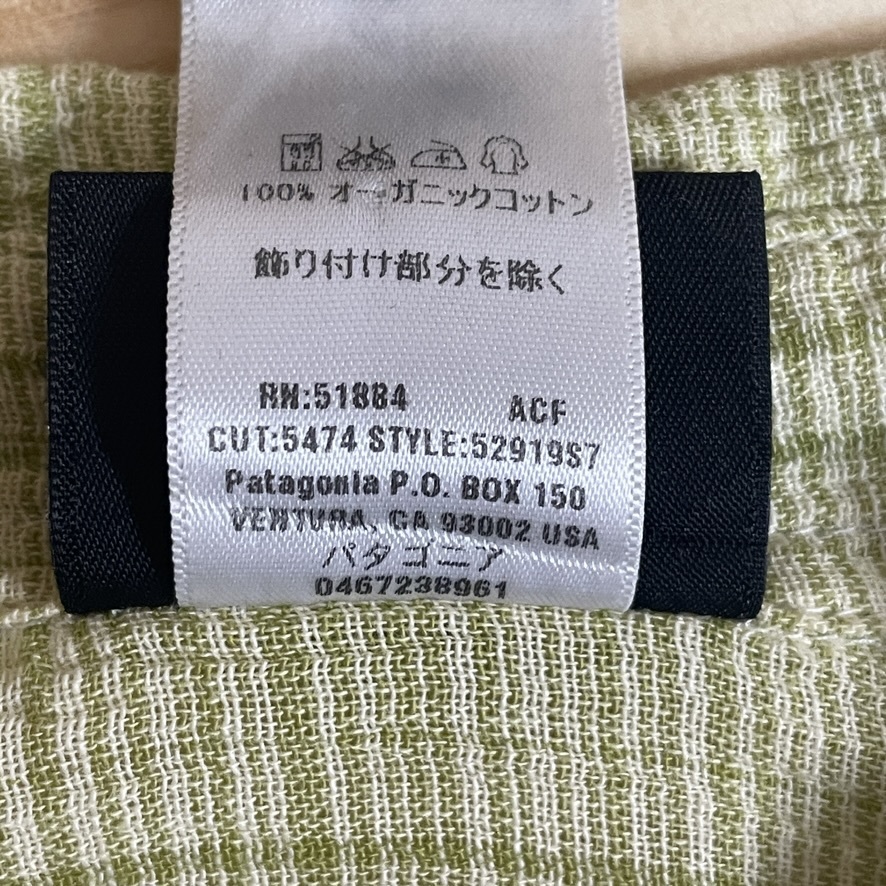 100% オーガニックコットン
飾り付け部分を除く
RN:51884 ACF
CUT:5474 STYLE:52919S7
Patagonia P.O. BOX 150
VENTURA, CA 93002 USA
パタゴニア
0467238961